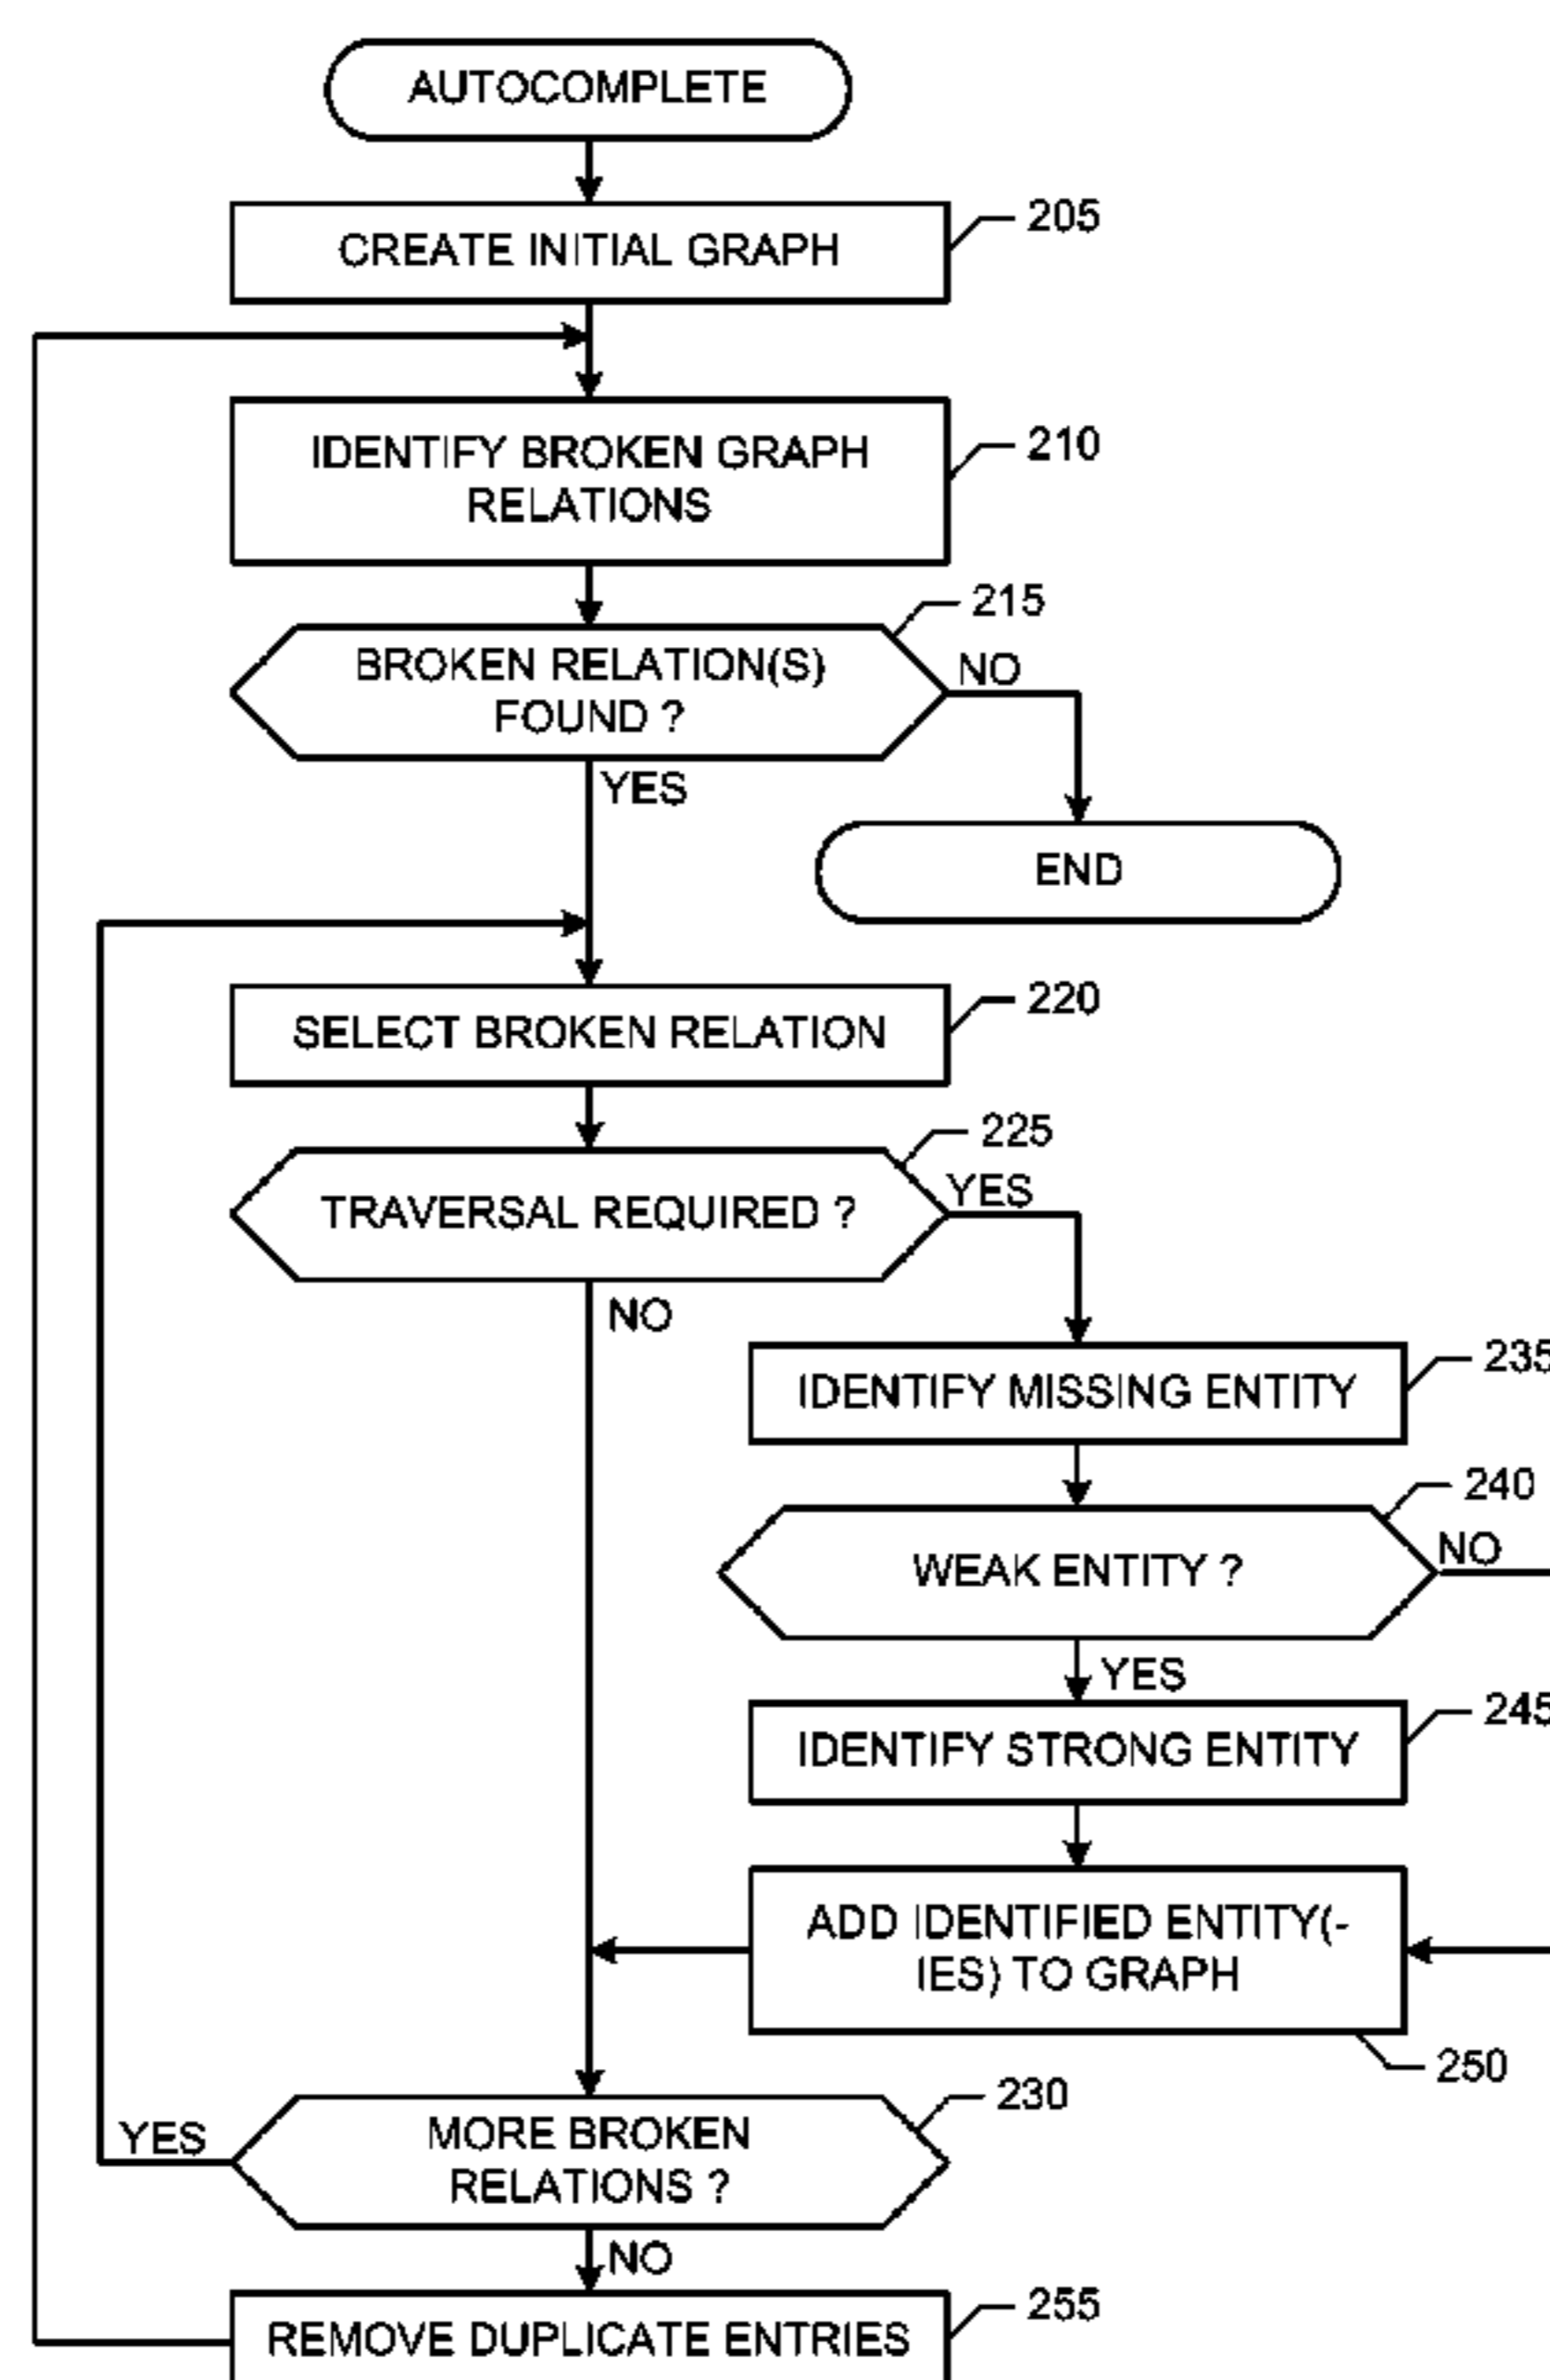 AUTOCOMPLETE
205
CREATE INITIAL GRAPH
210
IDENTIFY BROKEN GRAPH
RELATIONS
215
BROKEN RELATION(S)
FOUND ?
NO
YES
END
220
SELECT BROKEN RELATION
225
TRAVERSAL REQUIRED ?
YES
NO
235
IDENTIFY MISSING ENTITY
240
WEAK ENTITY ?
NO
YES
245
IDENTIFY STRONG ENTITY
ADD IDENTIFIED ENTITY(-
IES) TO GRAPH
250
230
MORE BROKEN
RELATIONS ?
YES
NO
255
REMOVE DUPLICATE ENTRIES